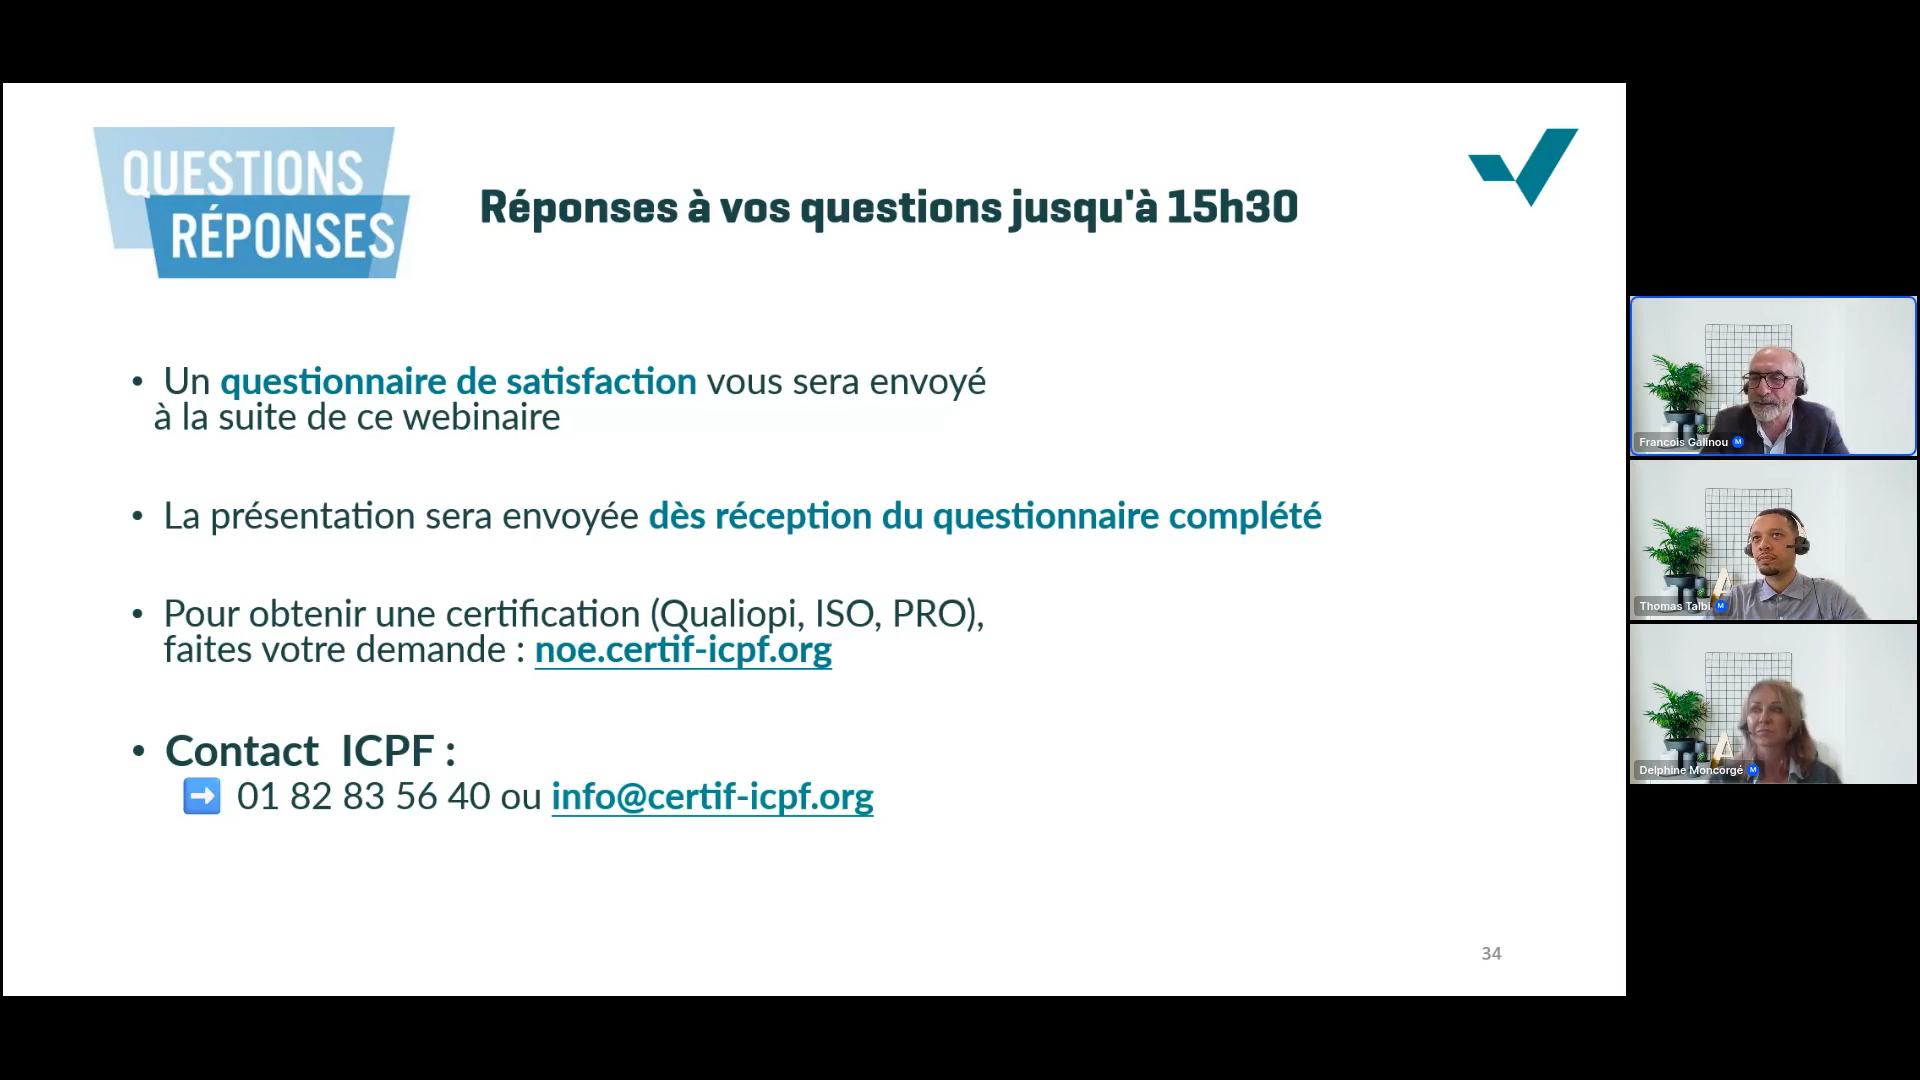 QUESTIONS
RÉPONSES
Réponses à vos questions jusqu'à 15h30
• Un questionnaire de satisfaction vous sera envoyé
à la suite de ce webinaire
• La présentation sera envoyée dès réception du questionnaire complété
• Pour obtenir une certification (Qualiopi, ISO, PRO),
faites votre demande : noe.certif-icpf.org
• Contact ICPF :
➡ 01 82 83 56 40 ou info@certif-icpf.org
34
Francois Galinou M
Thomas Talbi M
Delphine Moncorgé M